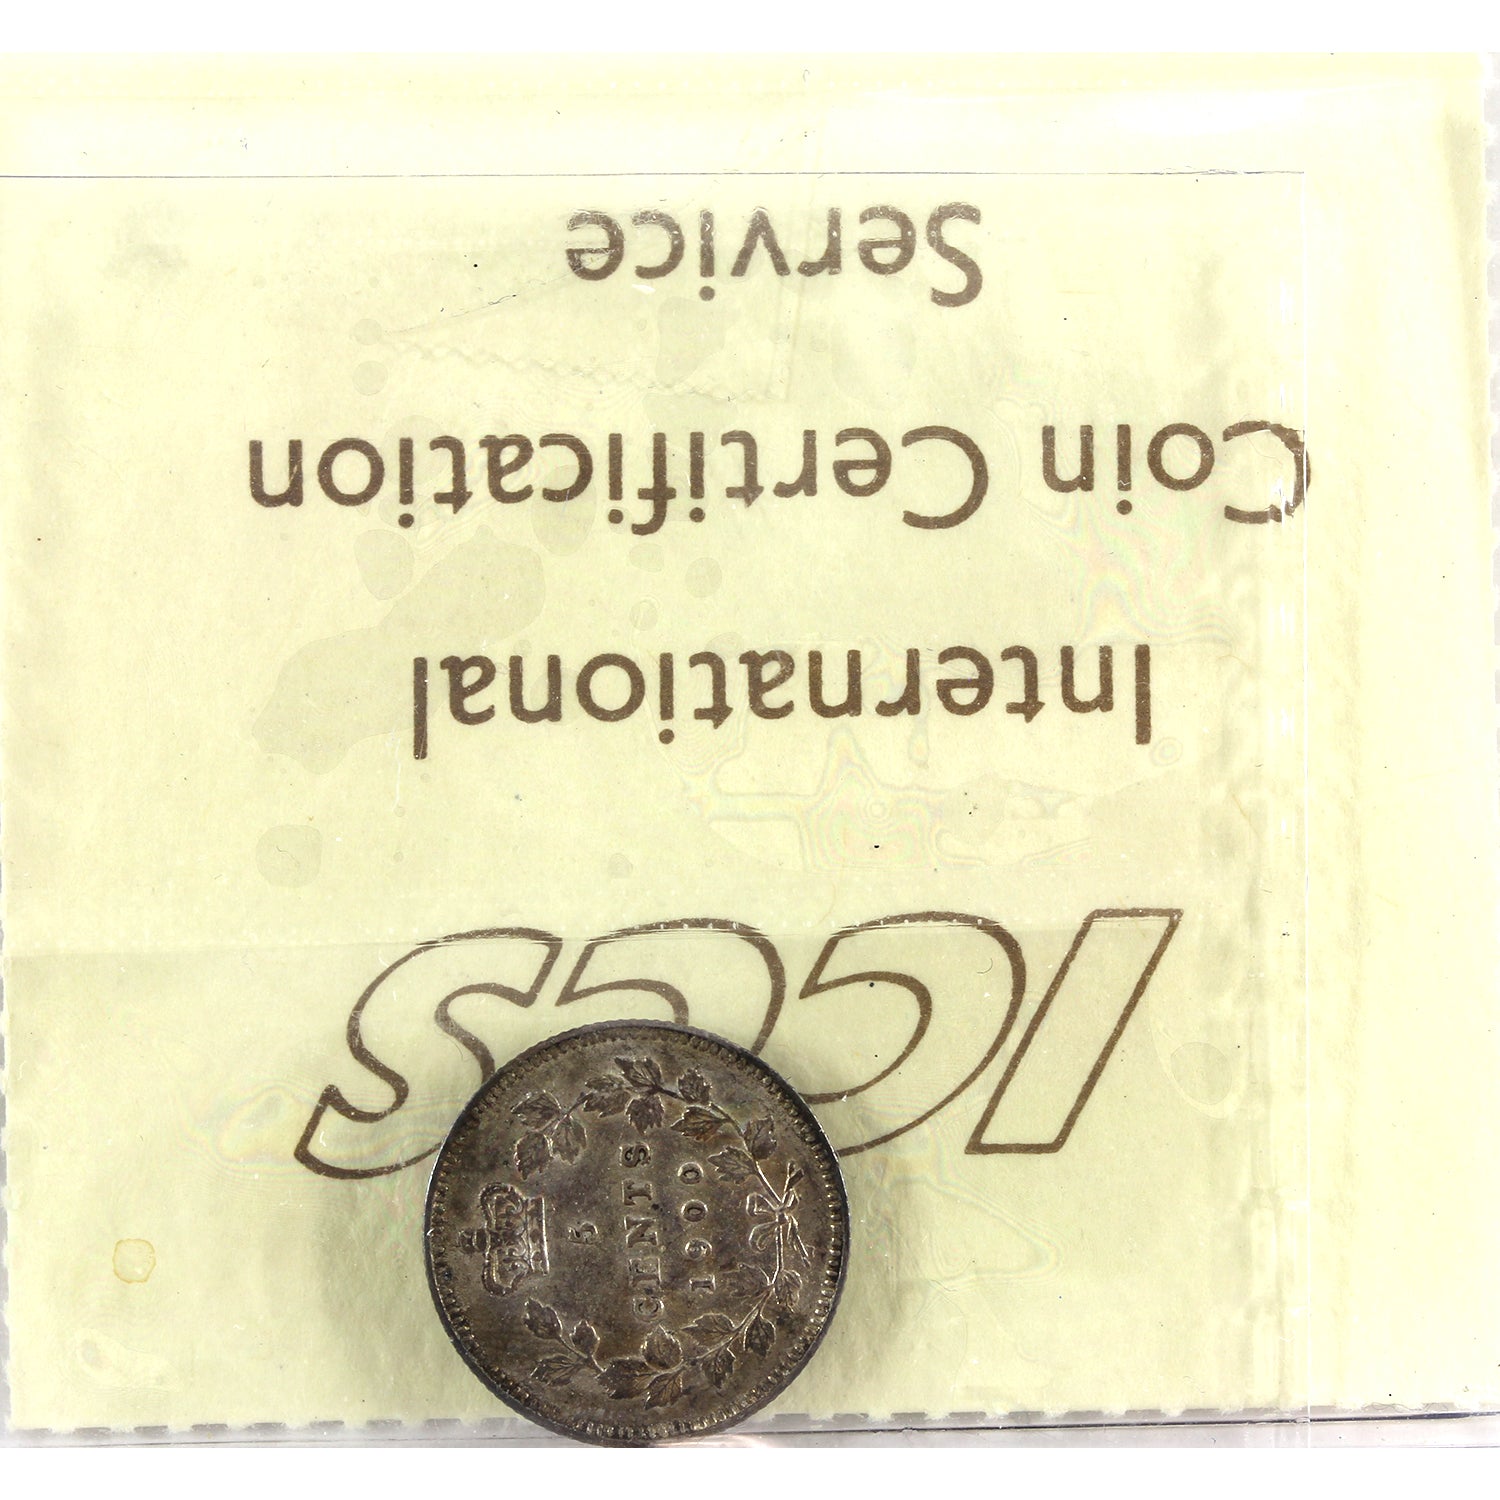 ICCS
International
Coin Certification
Service
5
CENTS
1900